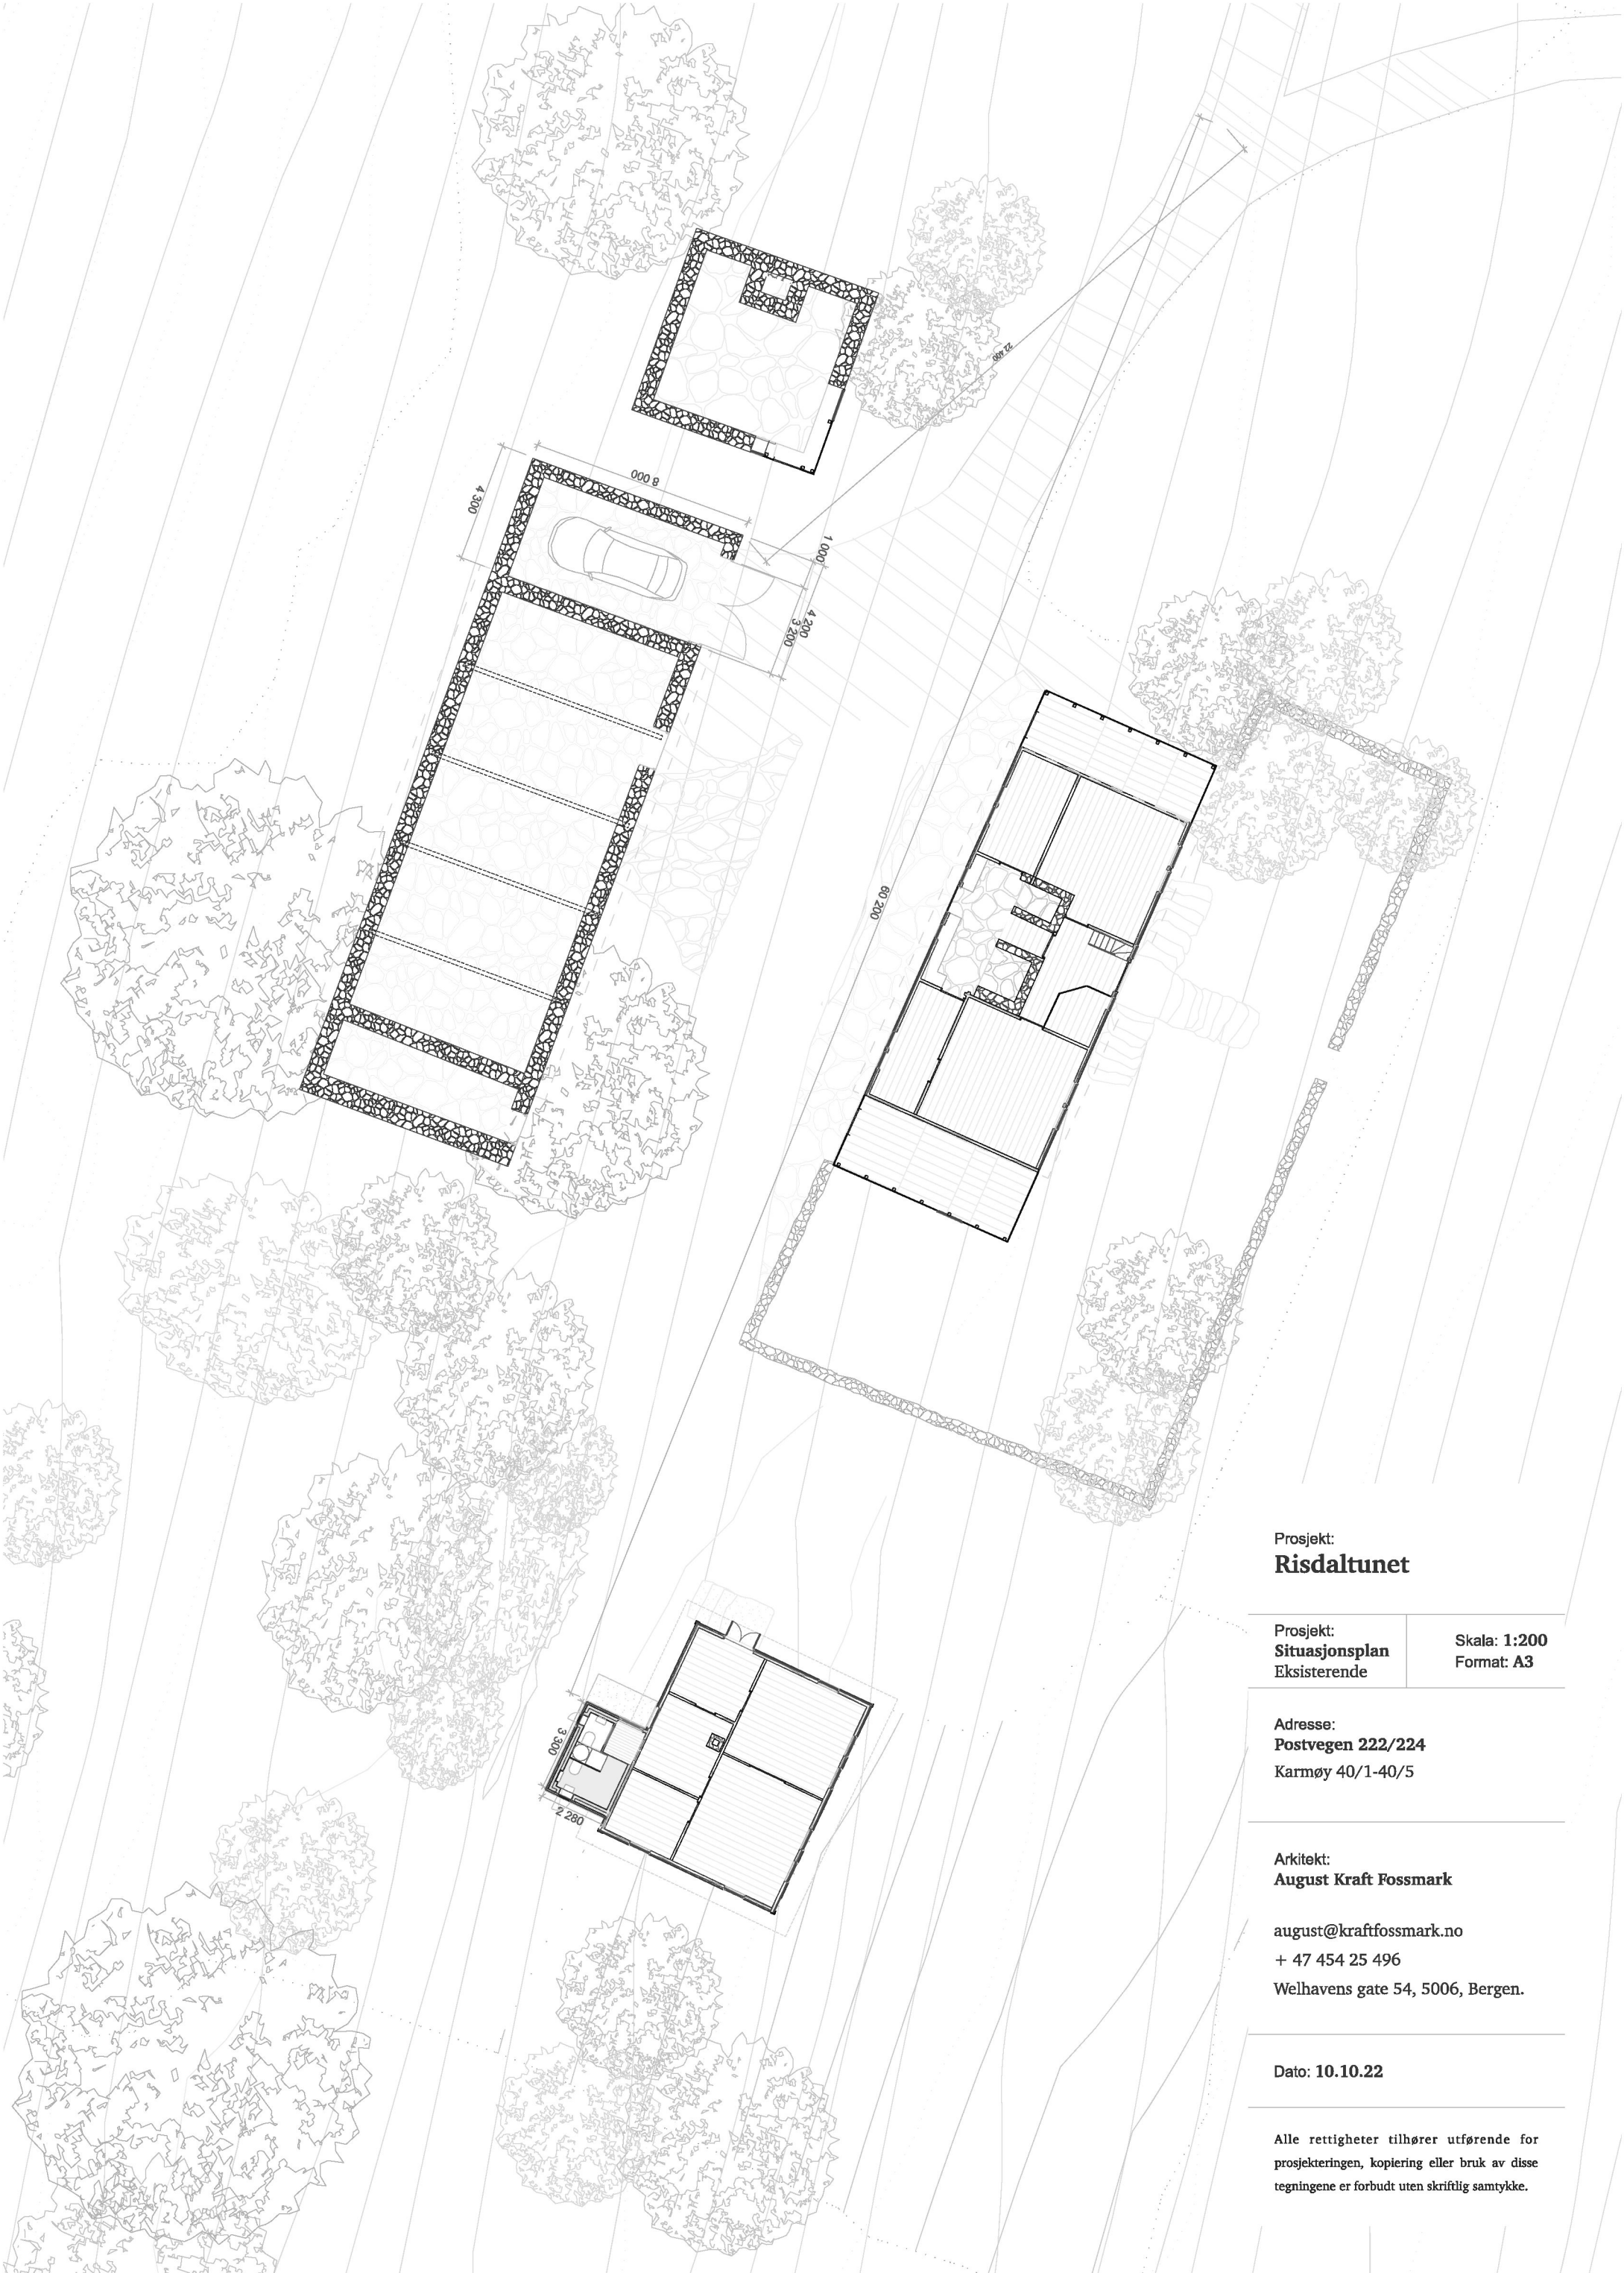 22 400
8 000
4 300
1 000
4 200
3 200
60 200
3 300
2 280
Prosjekt:
Risdaltunet
Prosjekt:
Situasjonsplan
Eksisterende
Skala: 1:200
Format: A3
Adresse:
Postvegen 222/224
Karmøy 40/1-40/5
Arkitekt:
August Kraft Fossmark
august@kraftfossmark.no
+ 47 454 25 496
Welhavens gate 54, 5006, Bergen.
Dato: 10.10.22
Alle rettigheter tilhører utførende for
prosjekteringen, kopiering eller bruk av disse
tegningene er forbudt uten skriftlig samtykke.